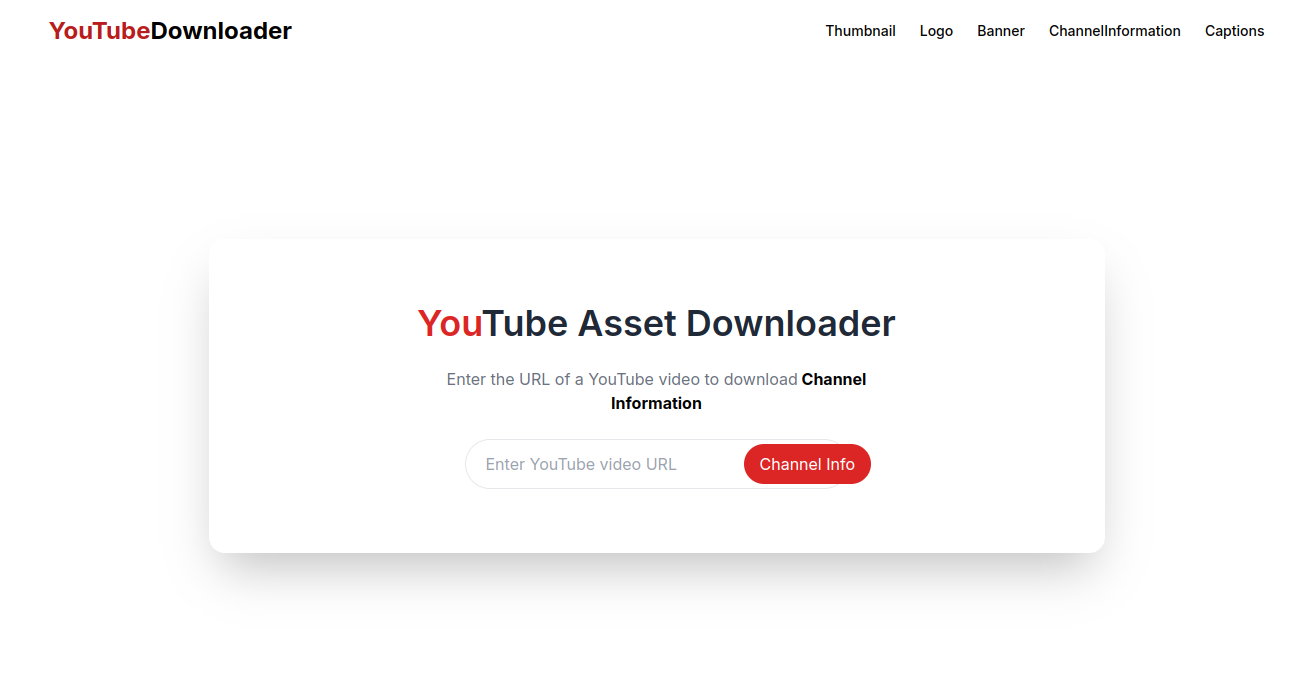 YouTubeDownloader
Thumbnail Logo Banner ChannelInformation Captions
YouTube Asset Downloader
Enter the URL of a YouTube video to download Channel
Information
Enter YouTube video URL Channel Info